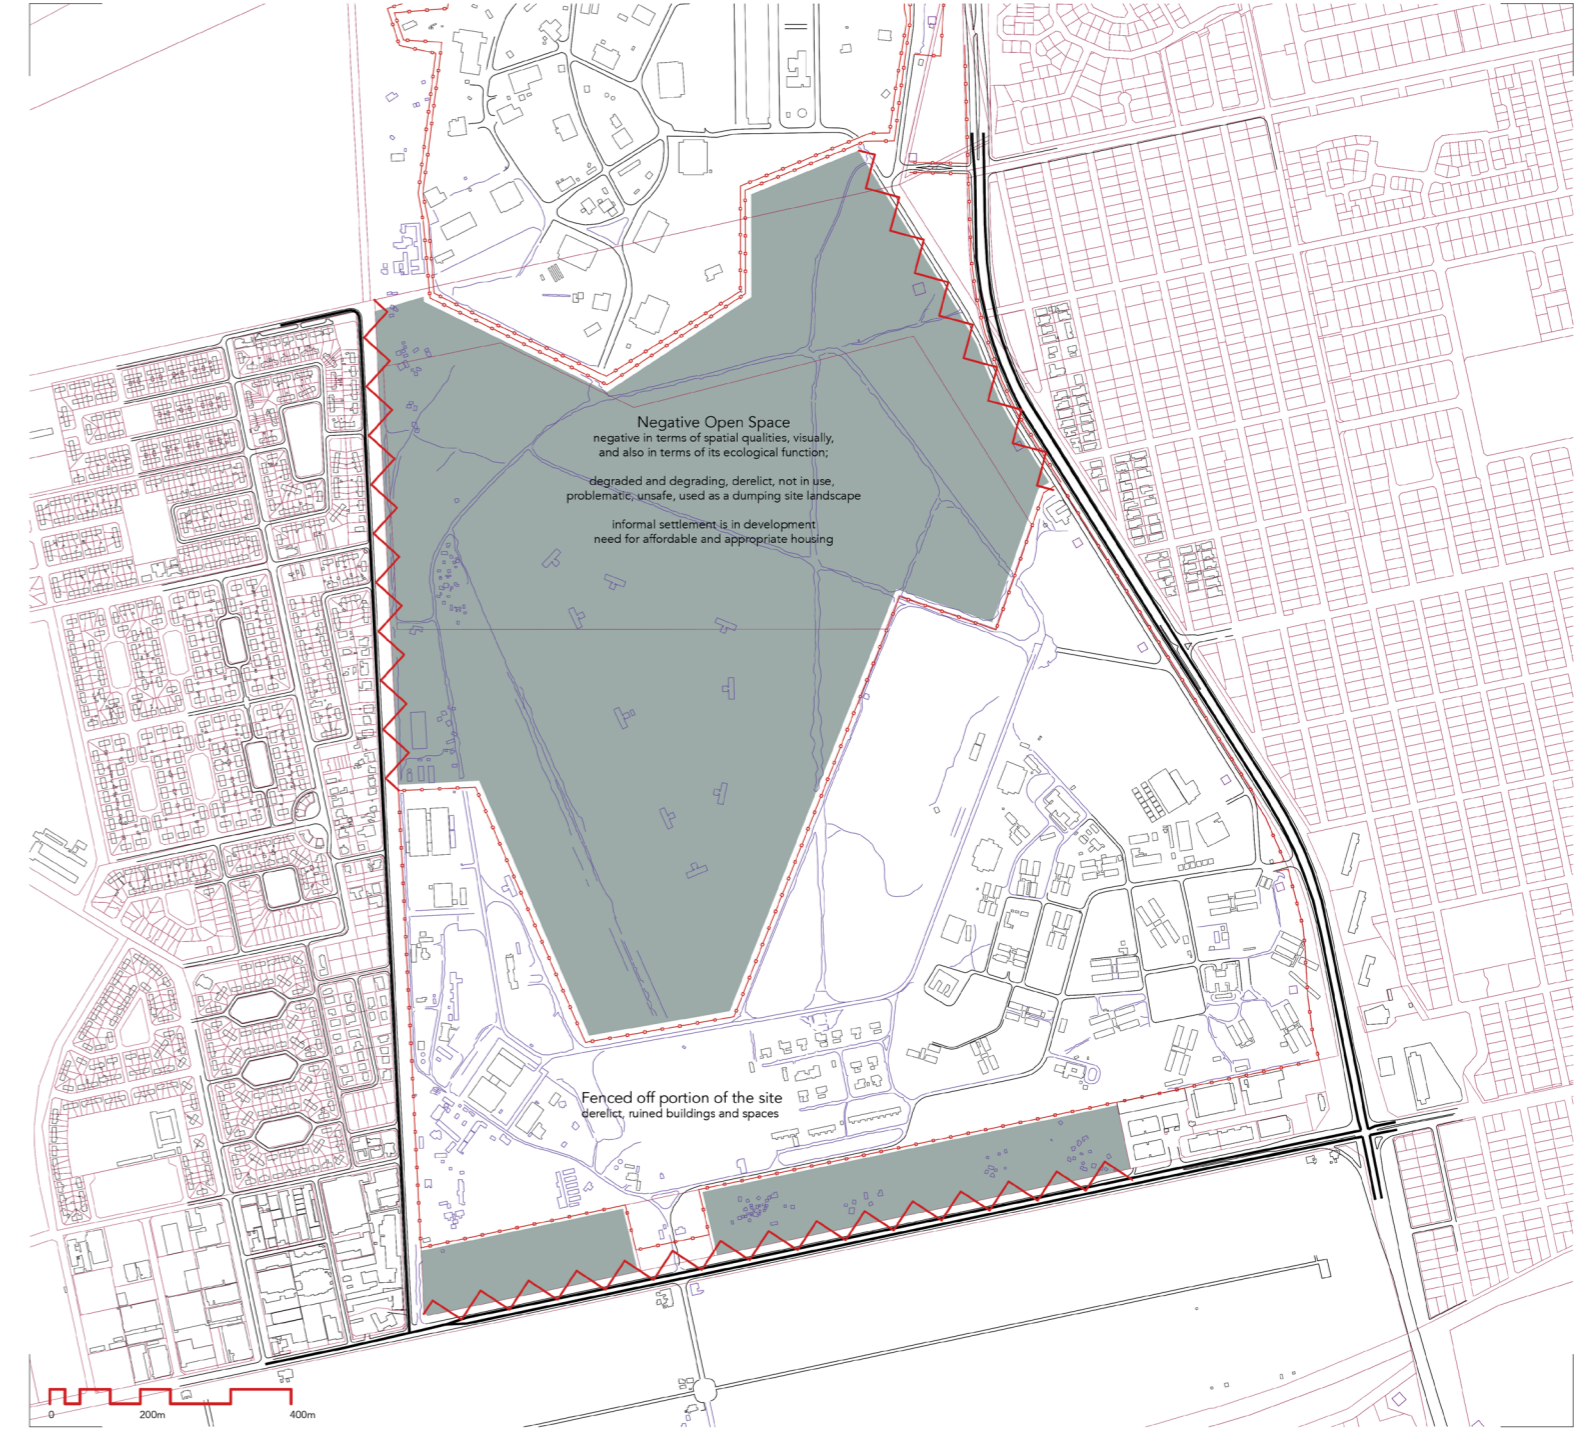 Negative Open Space
negative in terms of spatial qualities, visually,
and also in terms of its ecological function;
degraded and degrading, derelict, not in use,
problematic, unsafe, used as a dumping site landscape
informal settlement is in development
need for affordable and appropriate housing
Fenced off portion of the site
derelict, ruined buildings and spaces
0 200m 400m